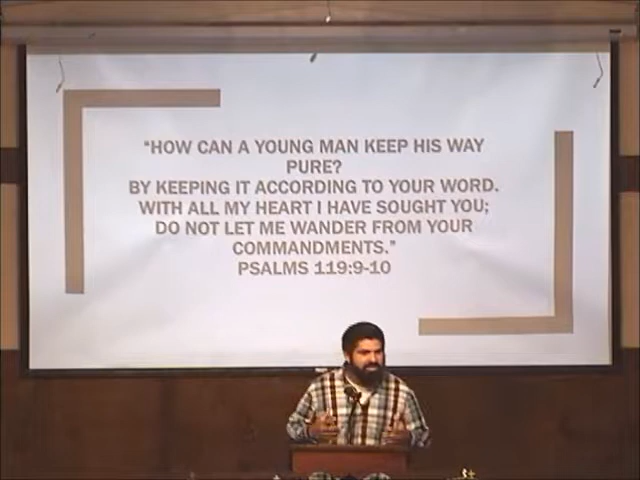 "HOW CAN A YOUNG MAN KEEP HIS WAY
PURE?
BY KEEPING IT ACCORDING TO YOUR WORD.
WITH ALL MY HEART I HAVE SOUGHT YOU;
DO NOT LET ME WANDER FROM YOUR
COMMANDMENTS."
PSALMS 119:9-10